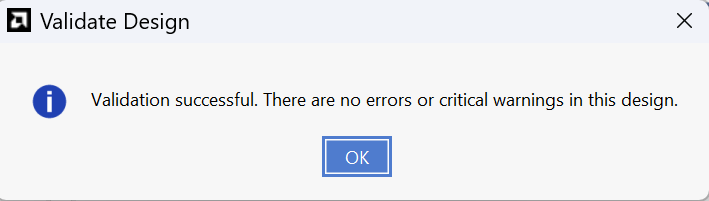 Validate Design
Validation successful. There are no errors or critical warnings in this design.
OK